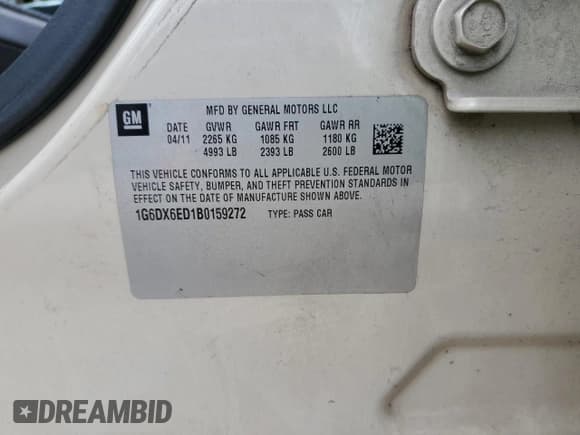 GM
MFD BY GENERAL MOTORS LLC
DATE GVWR GAWR FRT GAWR RR
04/11 2265 KG 1085 KG 1180 KG
4993 LB 2393 LB 2600 LB
THIS VEHICLE CONFORMS TO ALL APPLICABLE U.S. FEDERAL MOTOR
VEHICLE SAFETY, BUMPER, AND THEFT PREVENTION STANDARDS IN
EFFECT ON THE DATE OF MANUFACTURE SHOWN ABOVE.
1G6DX6ED1B0159272 TYPE: PASS CAR
DREAMBID